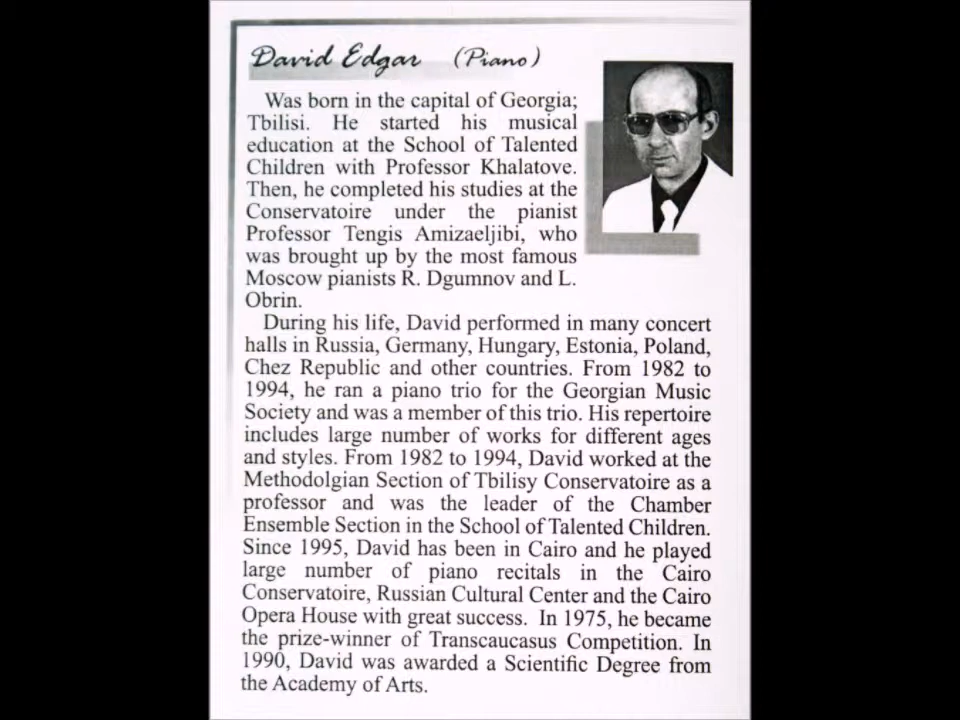 David Edgar (Piano)
Was born in the capital of Georgia;
Tbilisi. He started his musical
education at the School of Talented
Children with Professor Khalatove.
Then, he completed his studies at the
Conservatoire under the pianist
Professor Tengis Amizaeljibi, who
was brought up by the most famous
Moscow pianists R. Dgumnov and L.
Obrin.
During his life, David performed in many concert
halls in Russia, Germany, Hungary, Estonia, Poland,
Chez Republic and other countries. From 1982 to
1994, he ran a piano trio for the Georgian Music
Society and was a member of this trio. His repertoire
includes large number of works for different ages
and styles. From 1982 to 1994, David worked at the
Methodolgian Section of Tbilisy Conservatoire as a
professor and was the leader of the Chamber
Ensemble Section in the School of Talented Children.
Since 1995, David has been in Cairo and he played
large number of piano recitals in the Cairo
Conservatoire, Russian Cultural Center and the Cairo
Opera House with great success. In 1975, he became
the prize-winner of Transcaucasus Competition. In
1990, David was awarded a Scientific Degree from
the Academy of Arts.